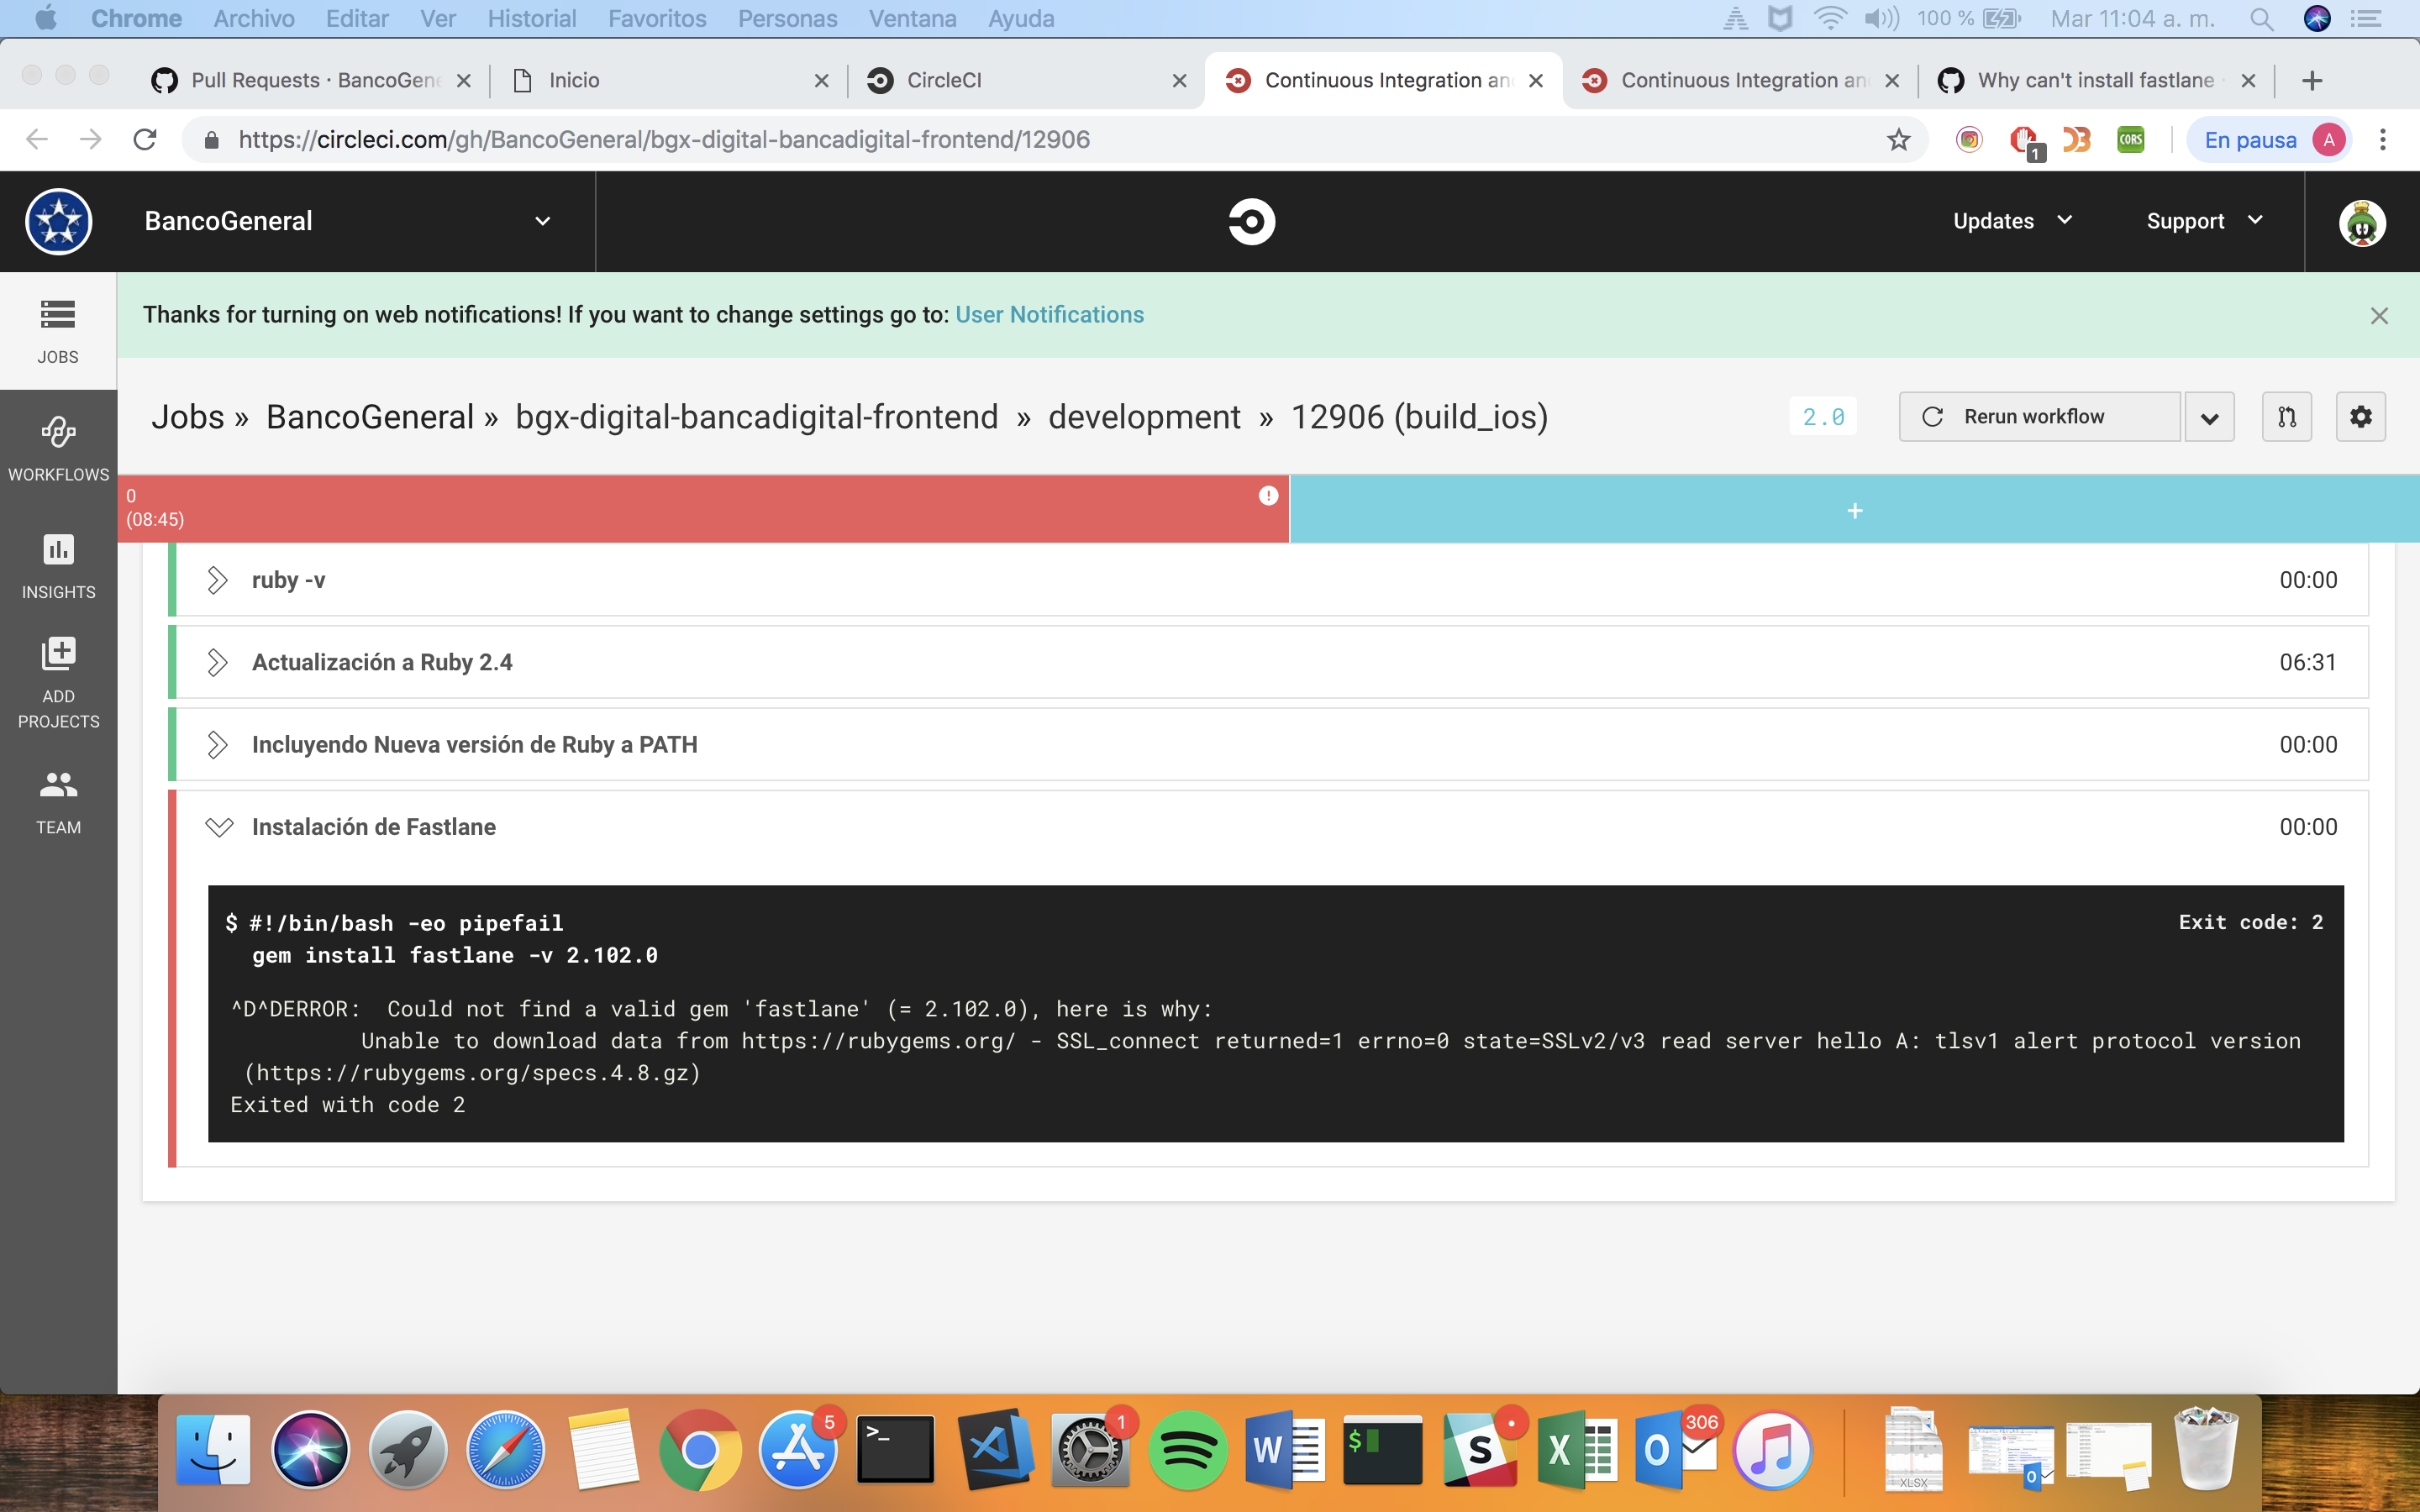 Chrome Archivo Editar Ver Historial Favoritos Personas Ventana Ayuda 100 % Mar 11:04 a. m.
Pull Requests · BancoGene Inicio CircleCI Continuous Integration an Continuous Integration an Why can't install fastlane
https://circleci.com/gh/BancoGeneral/bgx-digital-bancadigital-frontend/12906 1 CORS En pausa A
BancoGeneral Updates Support
Thanks for turning on web notifications! If you want to change settings go to: User Notifications
JOBS
Jobs » BancoGeneral » bgx-digital-bancadigital-frontend » development » 12906 (build_ios) 2.0 Rerun workflow
WORKFLOWS
0
(08:45)
+
INSIGHTS
ADD
PROJECTS
TEAM
ruby -v 00:00
Actualización a Ruby 2.4 06:31
Incluyendo Nueva versión de Ruby a PATH 00:00
Instalación de Fastlane 00:00
$ #!/bin/bash -eo pipefail Exit code: 2
gem install fastlane -v 2.102.0
^D^DERROR:  Could not find a valid gem 'fastlane' (= 2.102.0), here is why:
Unable to download data from https://rubygems.org/ - SSL_connect returned=1 errno=0 state=SSLv2/v3 read server hello A: tlsv1 alert protocol version
(https://rubygems.org/specs.4.8.gz)
Exited with code 2
5 1 306
>_ W $ S X O
XLSX